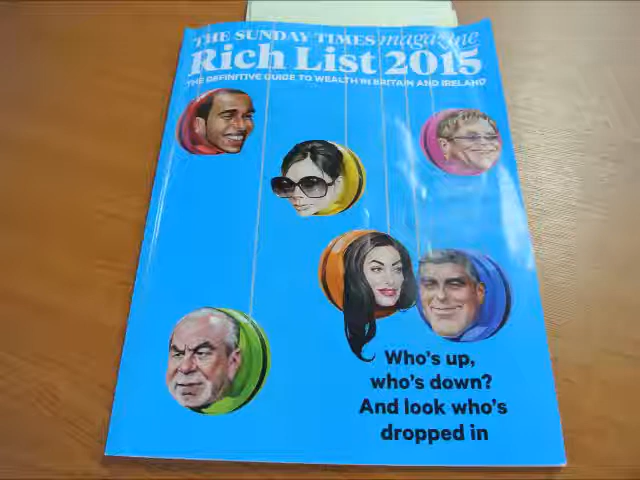 THE SUNDAY TIMES magazine
Rich List 2015
THE DEFINITIVE GUIDE TO WEALTH IN BRITAIN AND IRELAND
Who's up,
who's down?
And look who's
dropped in